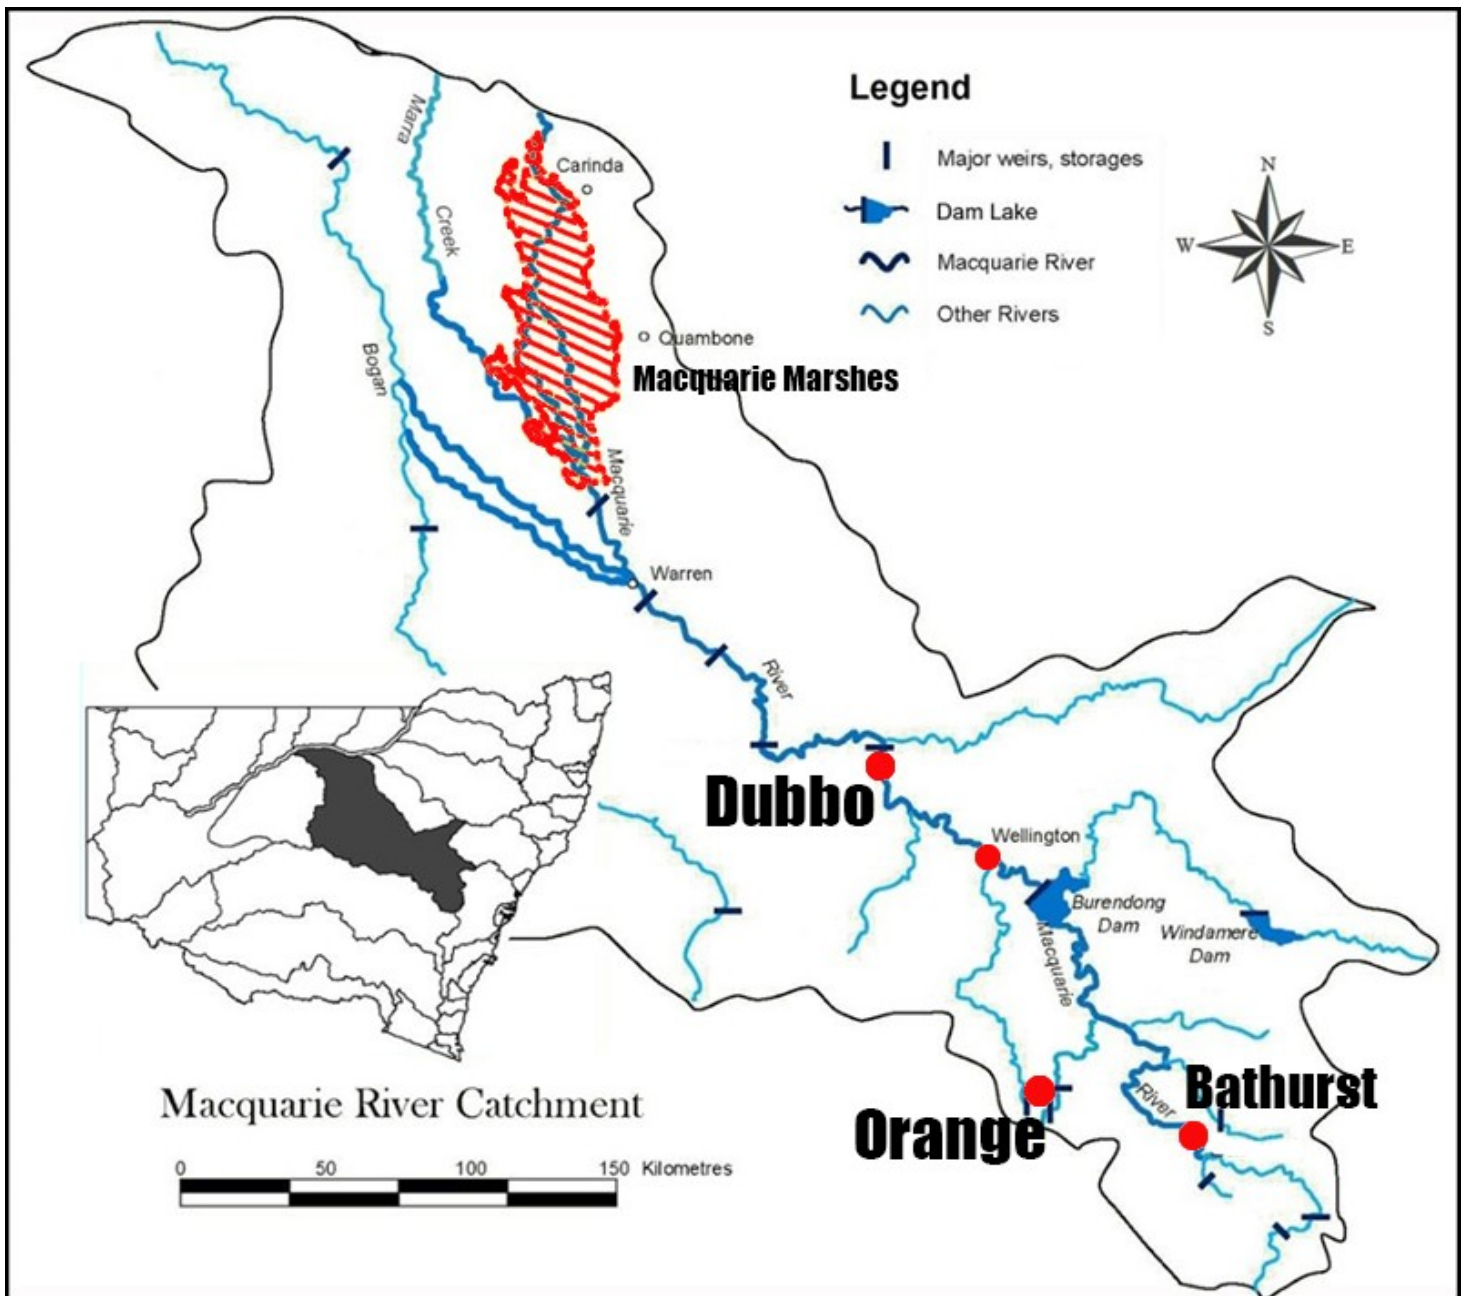 Legend
Major weirs, storages
Dam Lake
Macquarie River
Other Rivers
N
W
E
S
Marra
Creek
Carinda
Quambone
Macquarie Marshes
Bogan
Macquarie
Warren
River
Dubbo
Wellington
Burendong
Dam
Windamere
Dam
Macquarie
River
Bathurst
Orange
Macquarie River Catchment
0 50 100 150 Kilometres